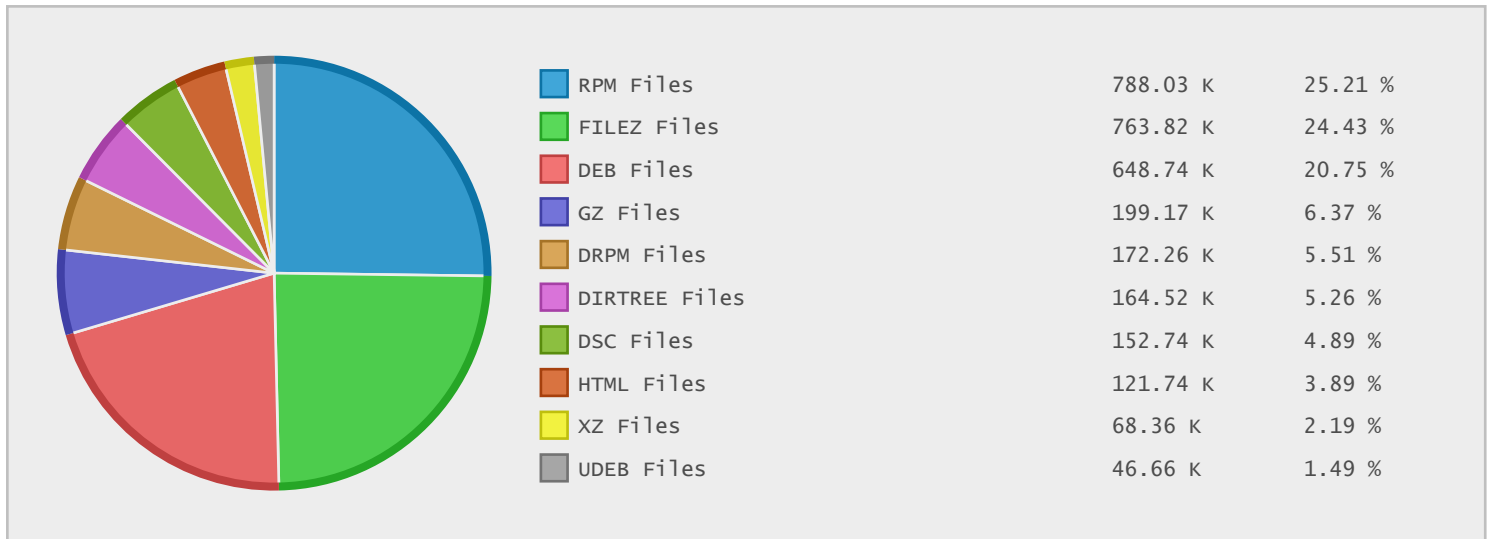 RPM Files 788.03 K 25.21 %
FILEZ Files 763.82 K 24.43 %
DEB Files 648.74 K 20.75 %
GZ Files 199.17 K 6.37 %
DRPM Files 172.26 K 5.51 %
DIRTREE Files 164.52 K 5.26 %
DSC Files 152.74 K 4.89 %
HTML Files 121.74 K 3.89 %
XZ Files 68.36 K 2.19 %
UDEB Files 46.66 K 1.49 %